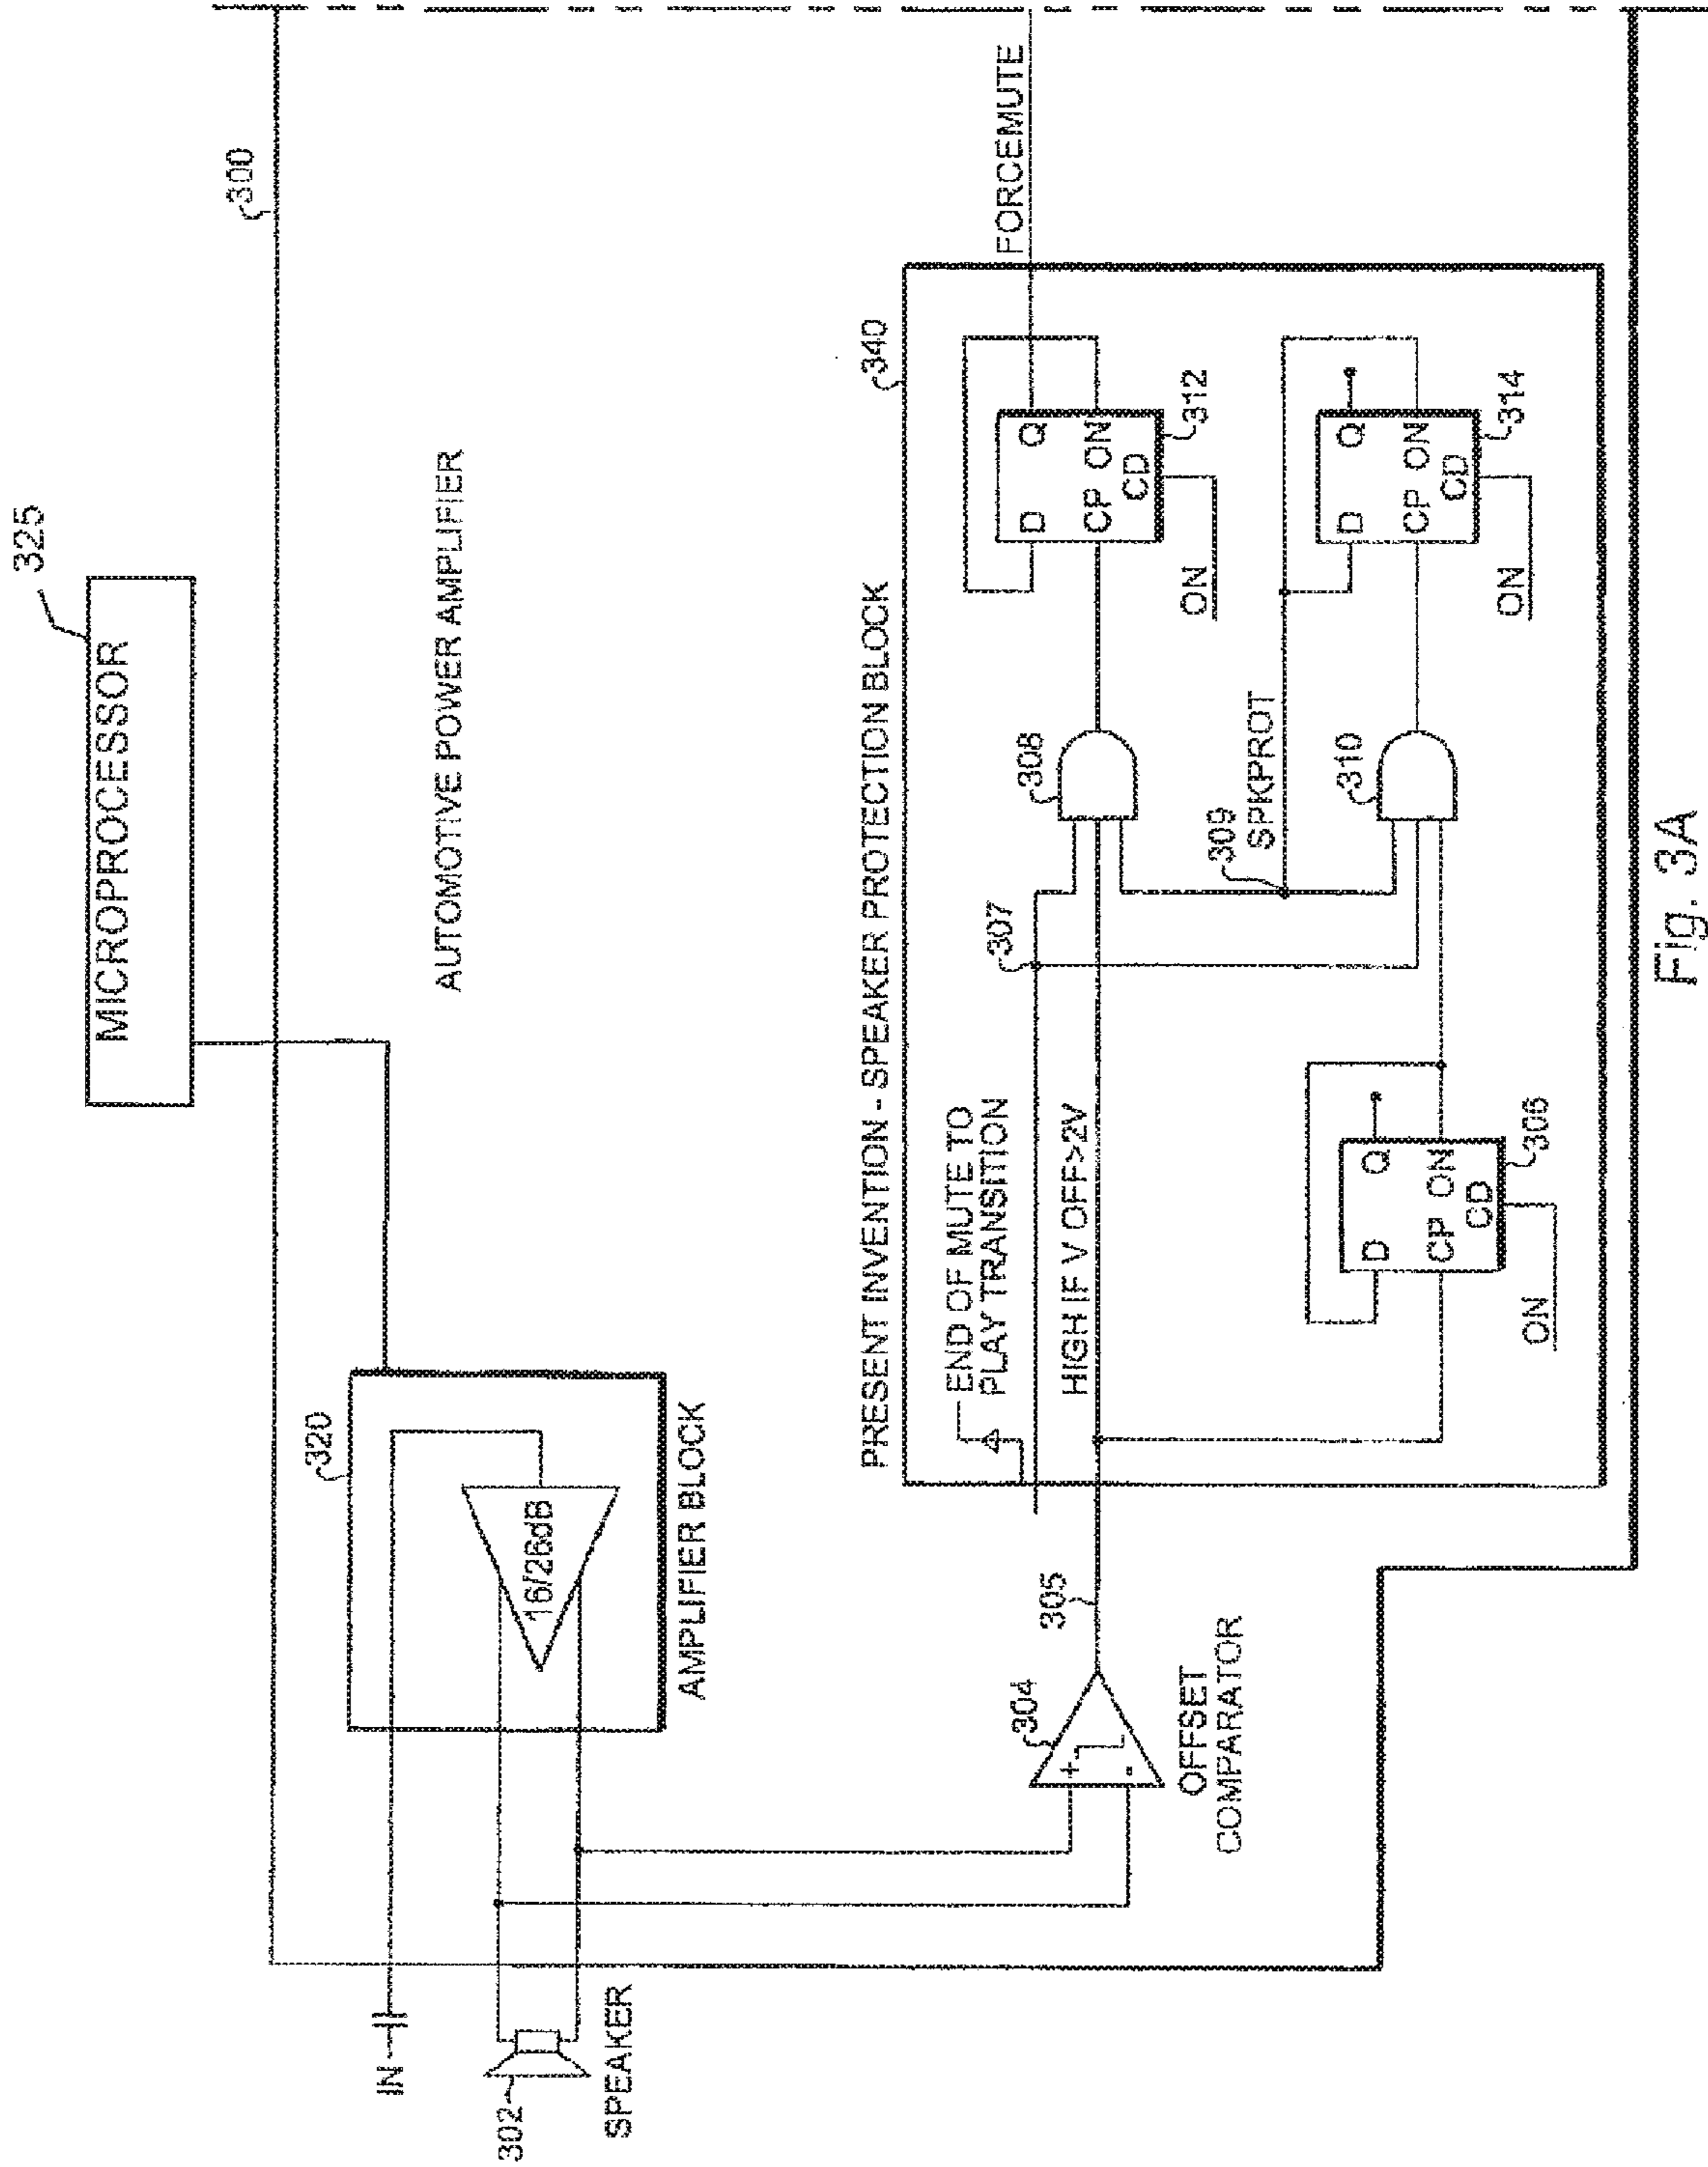 325
MICROPROCESSOR
300
AUTOMOTIVE POWER AMPLIFIER
320
16/26dB
AMPLIFIER BLOCK
IN
302
SPEAKER
304
+
-
OFFSET
COMPARATOR
305
PRESENT INVENTION - SPEAKER PROTECTION BLOCK
340
END OF MUTE TO
PLAY TRANSITION
HIGH IF V OFF>2V
307
308
309
SPKPROT
310
FORCEMUTE
D Q
CP ON
CD
312
ON
D Q
CP ON
CD
314
ON
D Q
CP ON
CD
306
ON
Fig. 3A